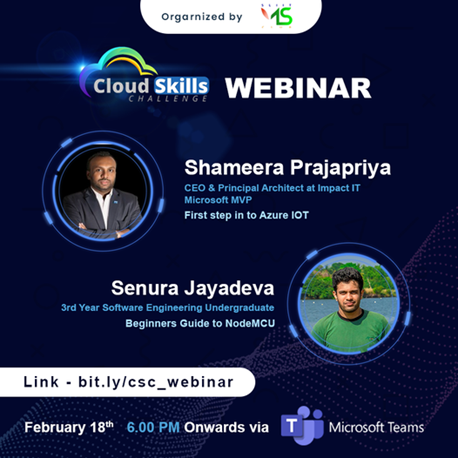 Orgarnized by
MS
Cloud Skills
CHALLENGE
WEBINAR
Shameera Prajapriya
CEO & Principal Architect at Impact IT
Microsoft MVP
First step in to Azure IOT
Senura Jayadeva
3rd Year Software Engineering Undergraduate
Beginners Guide to NodeMCU
Link - bit.ly/csc_webinar
February 18th 6.00 PM Onwards via
T
Microsoft Teams